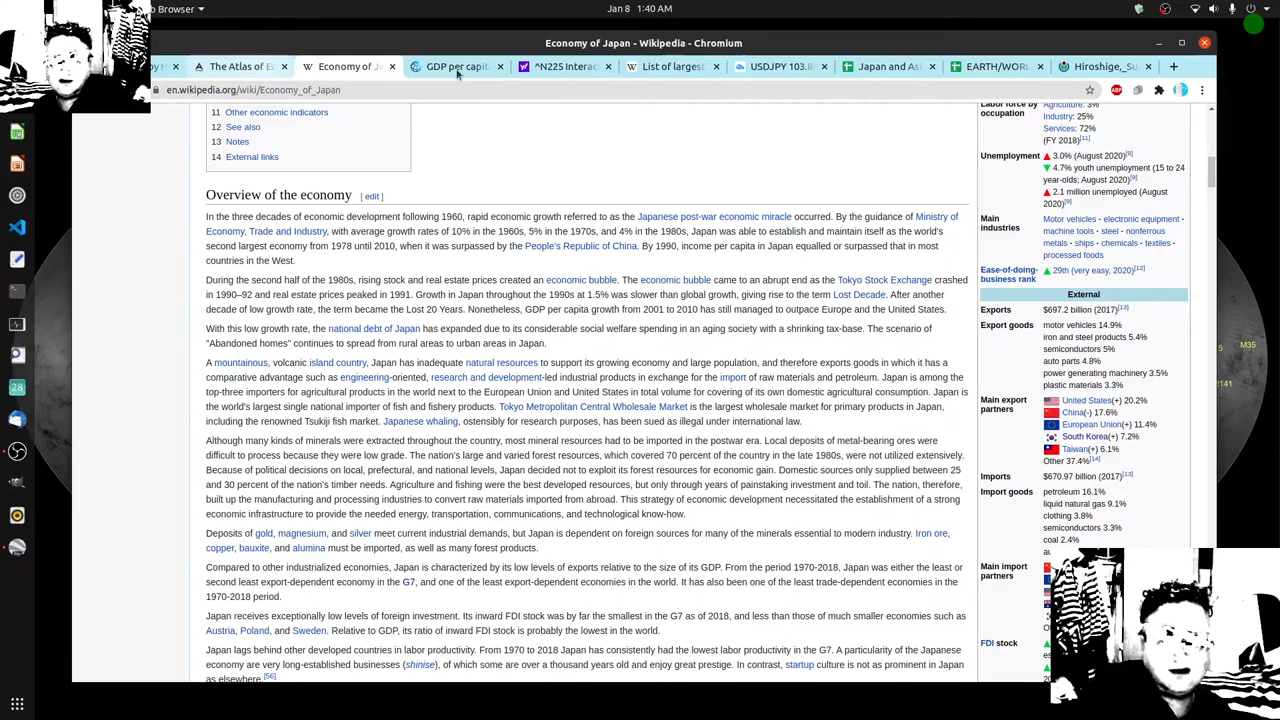 b Browser
Jan 8 1:40 AM
Economy of Japan - Wikipedia - Chromium
The Atlas of Ec
Economy of Ja
GDP per capit
^N225 Interac
List of largest
USDJPY 103.8
Japan and As
EARTH/WORL
Hiroshige,_Su
en.wikipedia.org/wiki/Economy_of_Japan
11 Other economic indicators
12 See also
13 Notes
14 External links
Overview of the economy [ edit ]
In the three decades of economic development following 1960, rapid economic growth referred to as the Japanese post-war economic miracle occurred. By the guidance of Ministry of
Economy, Trade and Industry, with average growth rates of 10% in the 1960s, 5% in the 1970s, and 4% in the 1980s, Japan was able to establish and maintain itself as the world's
second largest economy from 1978 until 2010, when it was surpassed by the People's Republic of China. By 1990, income per capita in Japan equalled or surpassed that in most
countries in the West.
During the second half of the 1980s, rising stock and real estate prices created an economic bubble. The economic bubble came to an abrupt end as the Tokyo Stock Exchange crashed
in 1990–92 and real estate prices peaked in 1991. Growth in Japan throughout the 1990s at 1.5% was slower than global growth, giving rise to the term Lost Decade. After another
decade of low growth rate, the term became the Lost 20 Years. Nonetheless, GDP per capita growth from 2001 to 2010 has still managed to outpace Europe and the United States.
With this low growth rate, the national debt of Japan has expanded due to its considerable social welfare spending in an aging society with a shrinking tax-base. The scenario of
"Abandoned homes" continues to spread from rural areas to urban areas in Japan.
A mountainous, volcanic island country, Japan has inadequate natural resources to support its growing economy and large population, and therefore exports goods in which it has a
comparative advantage such as engineering-oriented, research and development-led industrial products in exchange for the import of raw materials and petroleum. Japan is among the
top-three importers for agricultural products in the world next to the European Union and United States in total volume for covering of its own domestic agricultural consumption. Japan is
the world's largest single national importer of fish and fishery products. Tokyo Metropolitan Central Wholesale Market is the largest wholesale market for primary products in Japan,
including the renowned Tsukiji fish market. Japanese whaling, ostensibly for research purposes, has been sued as illegal under international law.
Although many kinds of minerals were extracted throughout the country, most mineral resources had to be imported in the postwar era. Local deposits of metal-bearing ores were
difficult to process because they were low grade. The nation's large and varied forest resources, which covered 70 percent of the country in the late 1980s, were not utilized extensively.
Because of political decisions on local, prefectural, and national levels, Japan decided not to exploit its forest resources for economic gain. Domestic sources only supplied between 25
and 30 percent of the nation's timber needs. Agriculture and fishing were the best developed resources, but only through years of painstaking investment and toil. The nation, therefore,
built up the manufacturing and processing industries to convert raw materials imported from abroad. This strategy of economic development necessitated the establishment of a strong
economic infrastructure to provide the needed energy, transportation, communications, and technological know-how.
Deposits of gold, magnesium, and silver meet current industrial demands, but Japan is dependent on foreign sources for many of the minerals essential to modern industry. Iron ore,
copper, bauxite, and alumina must be imported, as well as many forest products.
Compared to other industrialized economies, Japan is characterized by its low levels of exports relative to the size of its GDP. From the period 1970-2018, Japan was either the least or
second least export-dependent economy in the G7, and one of the least export-dependent economies in the world. It has also been one of the least trade-dependent economies in the
1970-2018 period.
Japan receives exceptionally low levels of foreign investment. Its inward FDI stock was by far the smallest in the G7 as of 2018, and less than those of much smaller economies such as
Austria, Poland, and Sweden. Relative to GDP, its ratio of inward FDI stock is probably the lowest in the world.
Japan lags behind other developed countries in labor productivity. From 1970 to 2018 Japan has consistently had the lowest labor productivity in the G7. A particularity of the Japanese
economy are very long-established businesses (shinise), of which some are over a thousand years old and enjoy great prestige. In contrast, startup culture is not as prominent in Japan
as elsewhere.[56]
Labor force by
occupation
Agriculture: 3%
Industry: 25%
Services: 72%
(FY 2018)[11]
Unemployment
3.0% (August 2020)[9]
4.7% youth unemployment (15 to 24
year-olds; August 2020)[9]
2.1 million unemployed (August
2020)[9]
Main
industries
Motor vehicles · electronic equipment ·
machine tools · steel · nonferrous
metals · ships · chemicals · textiles ·
processed foods
Ease-of-doing-
business rank
29th (very easy, 2020)[12]
External
Exports
$697.2 billion (2017)[13]
Export goods
motor vehicles 14.9%
iron and steel products 5.4%
semiconductors 5%
auto parts 4.8%
power generating machinery 3.5%
plastic materials 3.3%
Main export
partners
United States(+) 20.2%
China(-) 17.6%
European Union(+) 11.4%
South Korea(+) 7.2%
Taiwan(+) 6.1%
Other 37.4%[14]
Imports
$670.97 billion (2017)[13]
Import goods
petroleum 16.1%
liquid natural gas 9.1%
clothing 3.8%
semiconductors 3.3%
coal 2.4%
Main import
partners
FDI stock
M35
2141
28
ABP